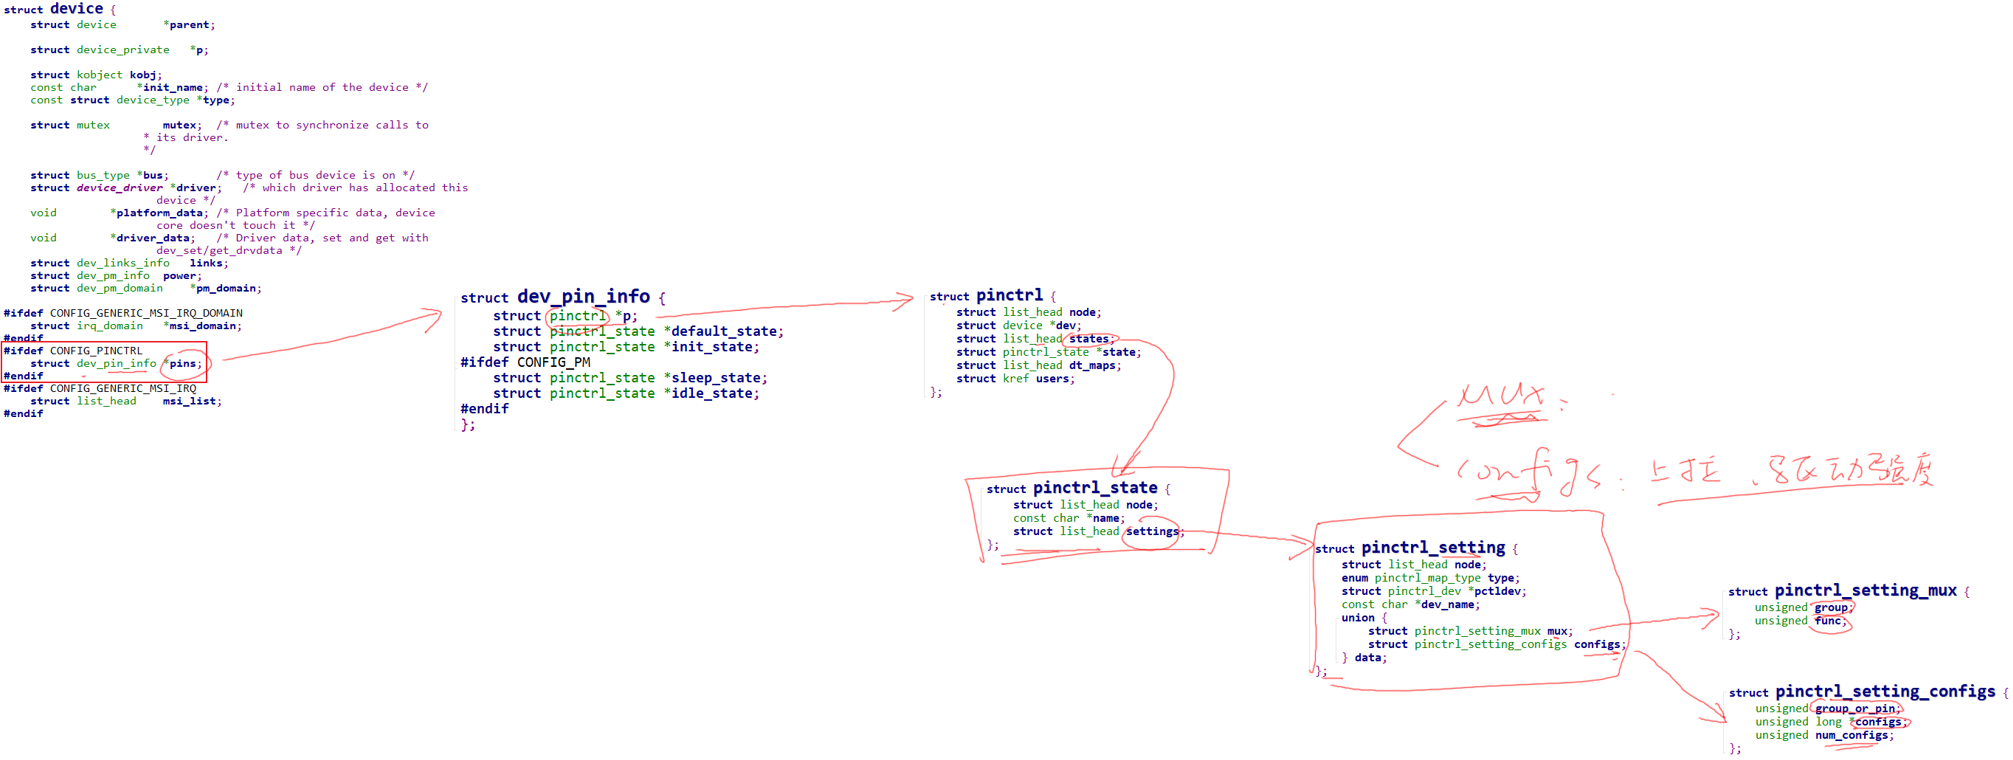 struct device {
struct device *parent;
struct device_private *p;
struct kobject kobj;
const char *init_name; /* initial name of the device */
const struct device_type *type;
struct mutex mutex; /* mutex to synchronize calls to
* its driver.
*/
struct bus_type *bus; /* type of bus device is on */
struct device_driver *driver; /* which driver has allocated this
device */
void *platform_data; /* Platform specific data, device
core doesn't touch it */
void *driver_data; /* Driver data, set and get with
dev_set/get_drvdata */
struct dev_links_info links;
struct dev_pm_info power;
struct dev_pm_domain *pm_domain;
#ifdef CONFIG_GENERIC_MSI_IRQ_DOMAIN
struct irq_domain *msi_domain;
#endif
#ifdef CONFIG_PINCTRL
struct dev_pin_info *pins;
#endif
#ifdef CONFIG_GENERIC_MSI_IRQ
struct list_head msi_list;
#endif
struct dev_pin_info {
struct pinctrl *p;
struct pinctrl_state *default_state;
struct pinctrl_state *init_state;
#ifdef CONFIG_PM
struct pinctrl_state *sleep_state;
struct pinctrl_state *idle_state;
#endif
};
struct pinctrl {
struct list_head node;
struct device *dev;
struct list_head states;
struct pinctrl_state *state;
struct list_head dt_maps;
struct kref users;
};
struct pinctrl_state {
struct list_head node;
const char *name;
struct list_head settings;
};
mux:
configs: 上拉、驱动强度
struct pinctrl_setting {
struct list_head node;
enum pinctrl_map_type type;
struct pinctrl_dev *pctldev;
const char *dev_name;
union {
struct pinctrl_setting_mux mux;
struct pinctrl_setting_configs configs;
} data;
};
struct pinctrl_setting_mux {
unsigned group;
unsigned func;
};
struct pinctrl_setting_configs {
unsigned group_or_pin;
unsigned long *configs;
unsigned num_configs;
};